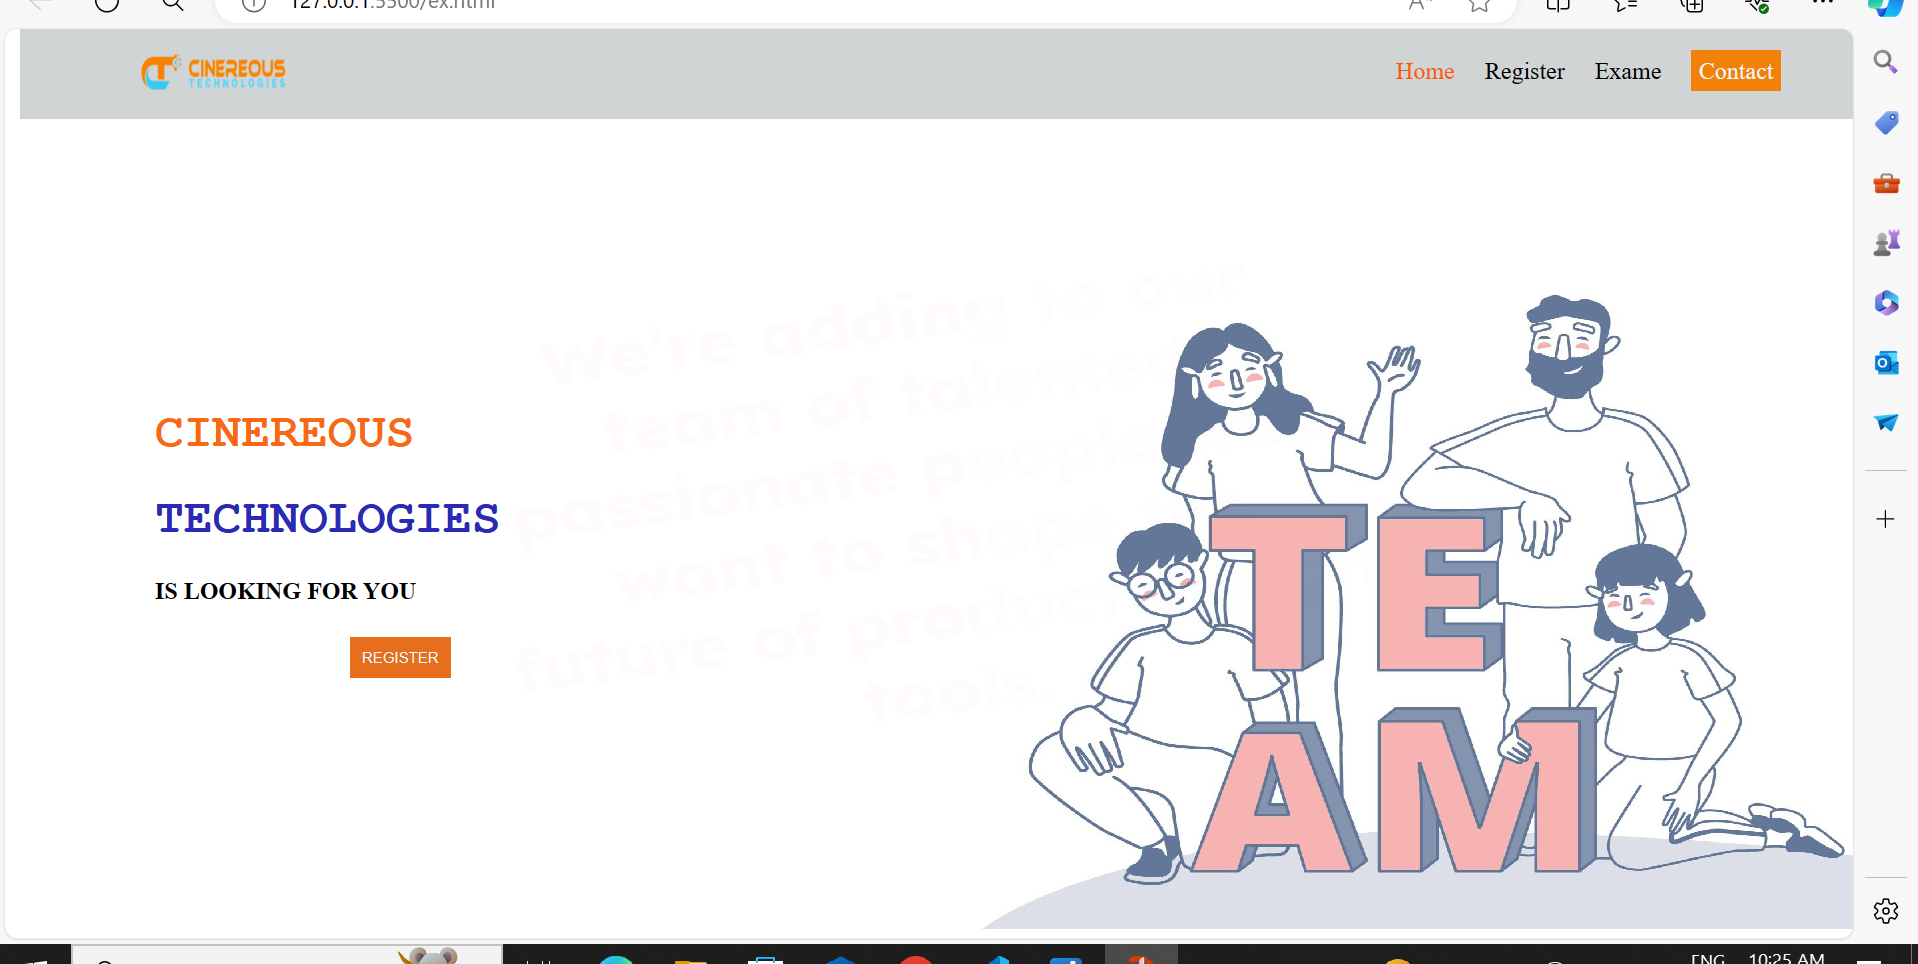 127.0.0.1:5500/ex.html
CINEREOUS
TECHNOLOGIES
Home
Register
Exame
Contact
We're adding to our
team of talented
passionate people
want to shape
future of product
tools.
CINEREOUS
TECHNOLOGIES
IS LOOKING FOR YOU
REGISTER
TE
AM
ENG
10:25 AM